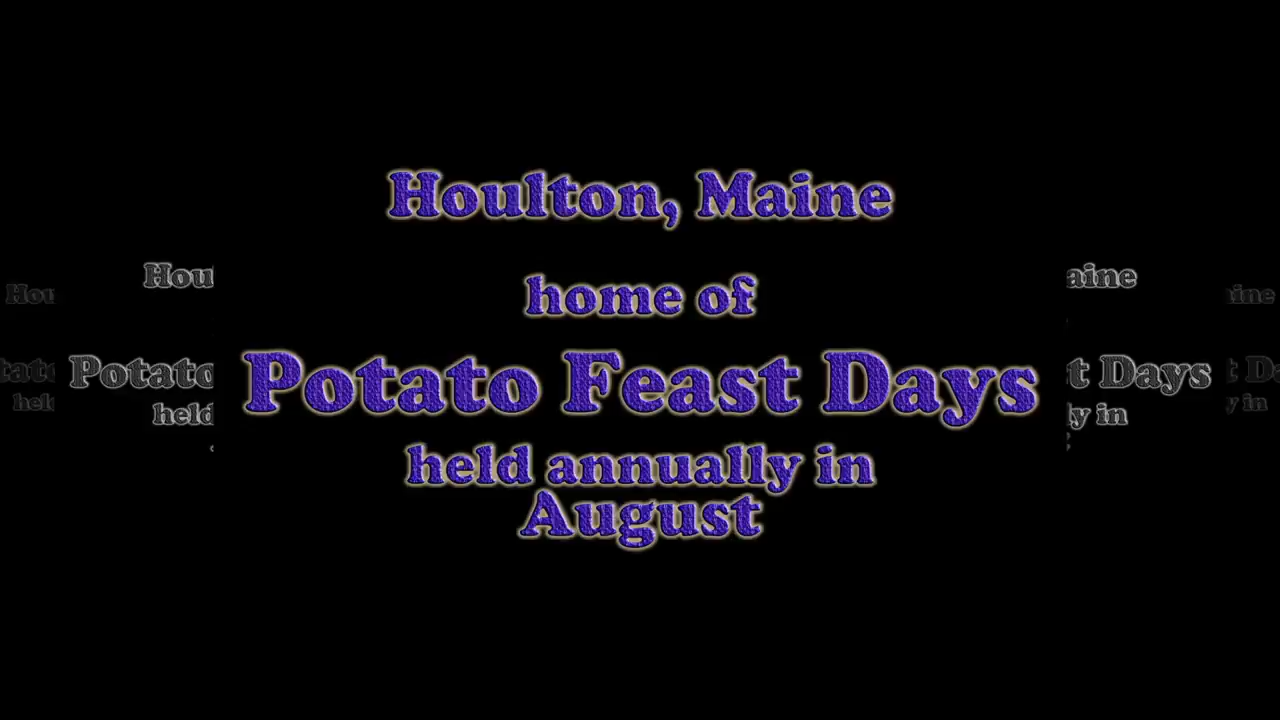 Houlton, Maine
home of
Potato Feast Days
held annually in
August